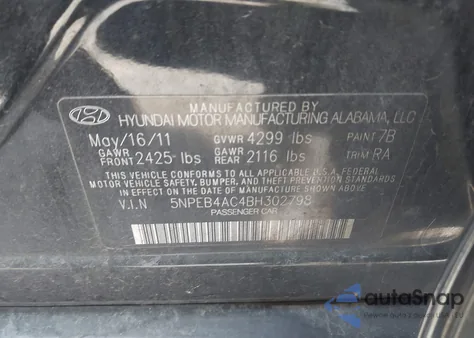 MANUFACTURED BY
HYUNDAI MOTOR MANUFACTURING ALABAMA, LLC
May/16/11 GVWR 4299 lbs PAINT 7B
GAWR FRONT 2425 lbs GAWR REAR 2116 lbs TRIM RA
THIS VEHICLE CONFORMS TO ALL APPLICABLE U.S.A. FEDERAL
MOTOR VEHICLE SAFETY, BUMPER, AND THEFT PREVENTION STANDARDS
IN EFFECT ON THE DATE OF MANUFACTURE SHOWN ABOVE.
V.I.N 5NPEB4AC4BH302798
PASSENGER CAR
autoSnap